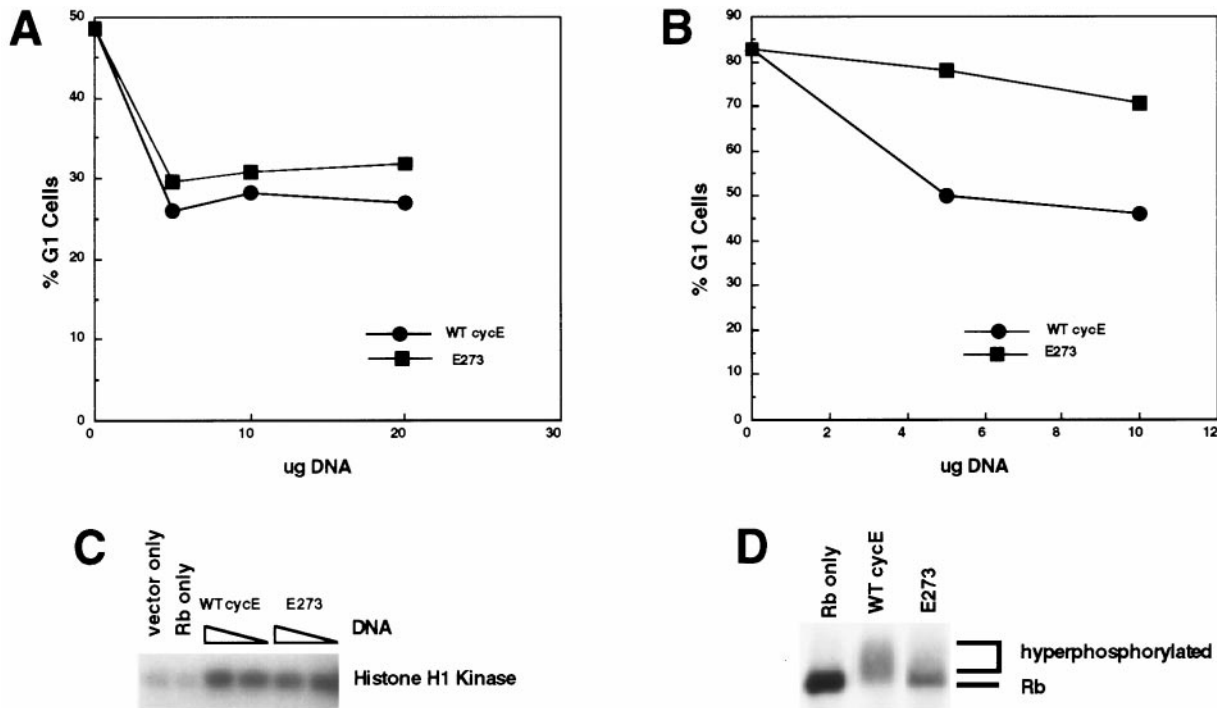 A
50
40
30
20
10
0
0
10
20
30
% G1 Cells
ug DNA
WT cycE
E273
B
90
80
70
60
50
40
30
20
10
0
0
2
4
6
8
10
12
% G1 Cells
ug DNA
WT cycE
E273
C
vector only
Rb only
WT cycE
E273
DNA
Histone H1 Kinase
D
Rb only
WT cycE
E273
hyperphosphorylated
Rb